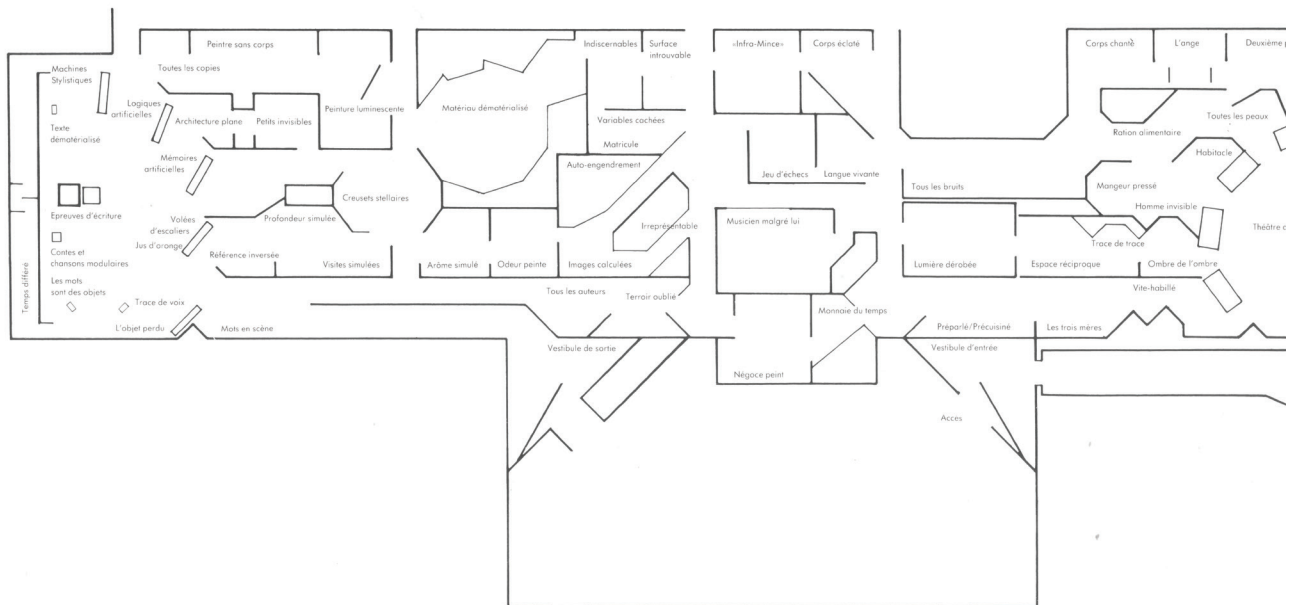 Machines
Stylistiques
Texte
dématérialisé
Epreuves d'écriture
Contes et
chansons modulaires
Les mots
sont des objets
Temps différé
Trace de voix
L'objet perdu
Mots en scène
Peintre sans corps
Toutes les copies
Logiques
artificielles
Architecture plane
Petits invisibles
Peinture luminescente
Mémoires
artificielles
Volées
d'escaliers
Jus d'orange
Profondeur simulée
Creusets stellaires
Référence inversée
Visites simulées
Matériau dématérialisé
Indiscernables
Surface
introuvable
Variables cachées
Matricule
Auto-engendrement
Irreprésentable
Arôme simulé
Odeur peinte
Images calculées
Tous les auteurs
Terroir oublié
Vestibule de sortie
«Infra-Mince»
Corps éclaté
Jeu d'échecs
Langue vivante
Musicien malgré lui
Monnaie du temps
Négoce peint
Corps chanté
L'ange
Deuxième
Toutes les peaux
Ration alimentaire
Habitacle
Mangeur pressé
Tous les bruits
Homme invisible
Trace de trace
Théâtre
Lumière dérobée
Espace réciproque
Ombre de l'ombre
Vite-habillé
Préparlé/Précuisiné
Les trois mères
Vestibule d'entrée
Acces